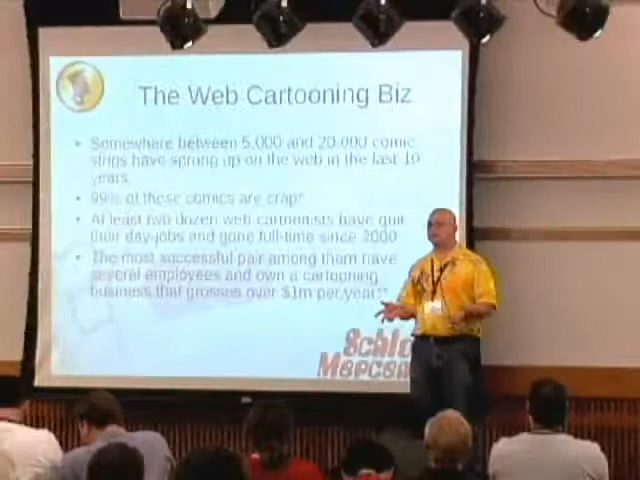 The Web Cartooning Biz
• Somewhere between 5,000 and 20,000 comic
strips have sprung up on the web in the last 10
years
• 99% of these comics are crap*
• At least two dozen web cartoonists have quit
their day-jobs and gone full-time since 2000
• The most successful pair among them have
several employees and own a cartooning
business that grosses over $1m per year**
Schlo
Mercen